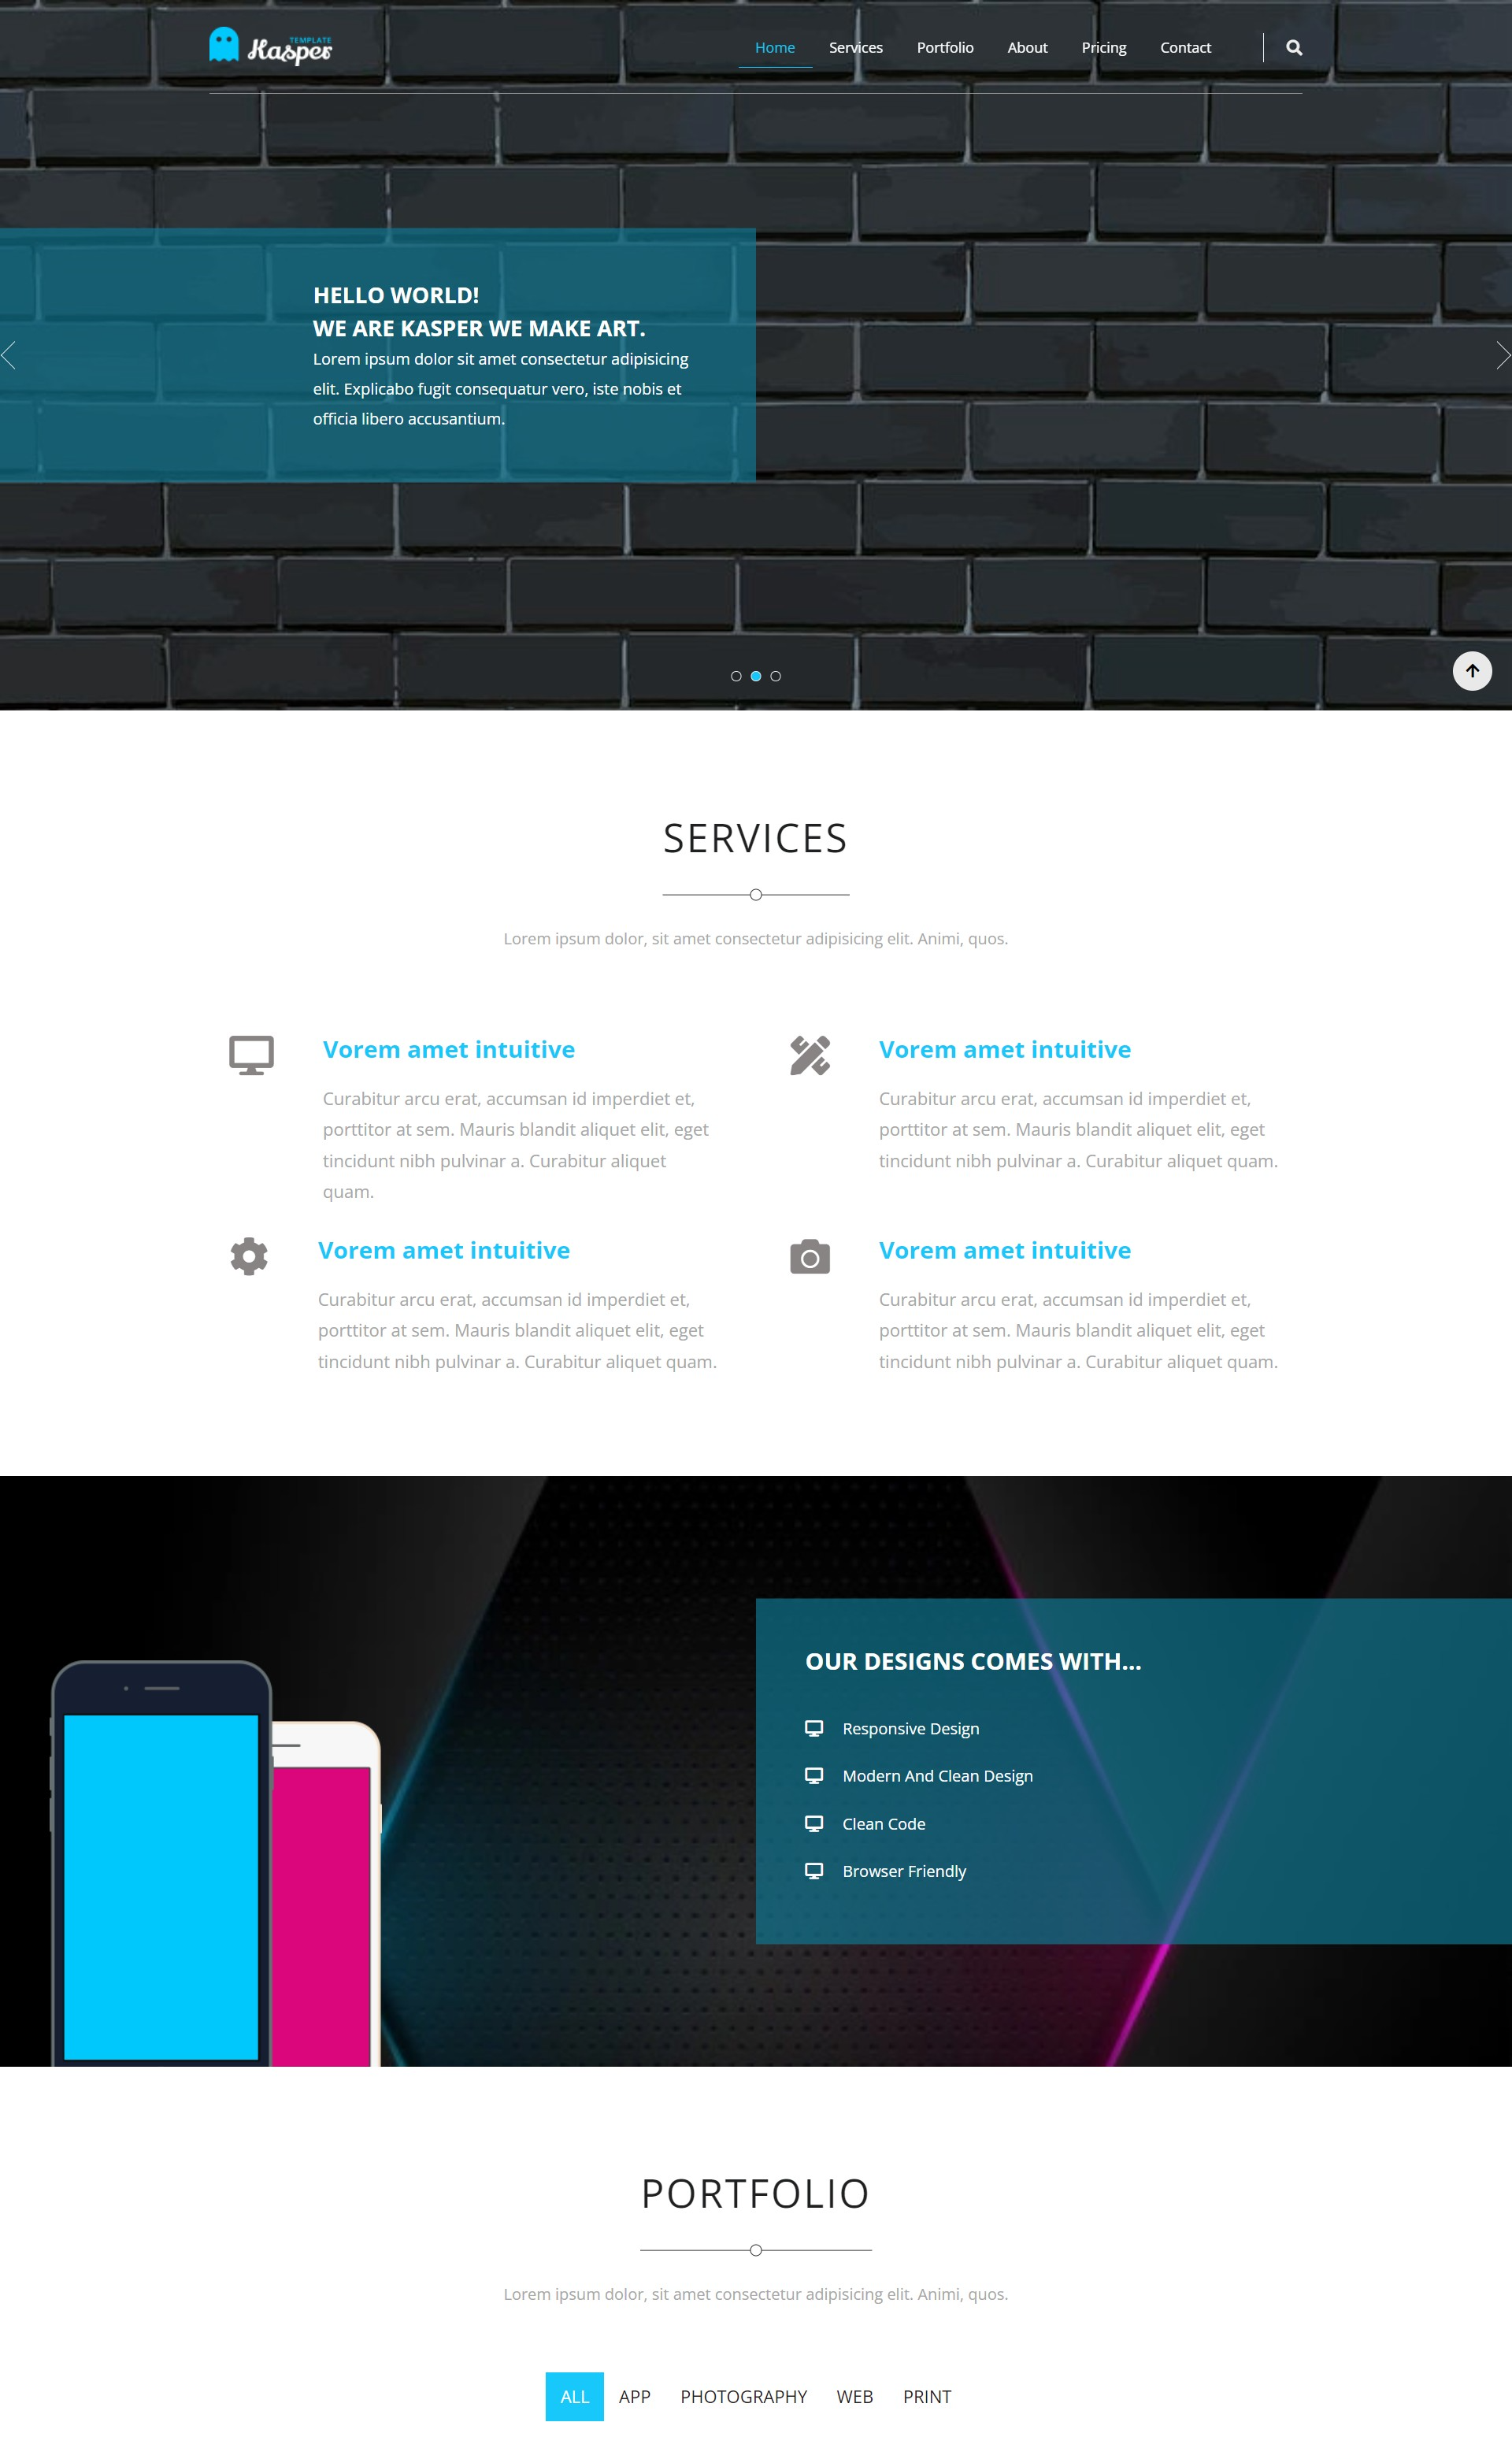 TEMPLATE
Kasper
Home Services Portfolio About Pricing Contact
HELLO WORLD!
WE ARE KASPER WE MAKE ART.
Lorem ipsum dolor sit amet consectetur adipisicing
elit. Explicabo fugit consequatur vero, iste nobis et
officia libero accusantium.
SERVICES
Lorem ipsum dolor, sit amet consectetur adipisicing elit. Animi, quos.
Vorem amet intuitive
Curabitur arcu erat, accumsan id imperdiet et,
porttitor at sem. Mauris blandit aliquet elit, eget
tincidunt nibh pulvinar a. Curabitur aliquet
quam.
Vorem amet intuitive
Curabitur arcu erat, accumsan id imperdiet et,
porttitor at sem. Mauris blandit aliquet elit, eget
tincidunt nibh pulvinar a. Curabitur aliquet quam.
Vorem amet intuitive
Curabitur arcu erat, accumsan id imperdiet et,
porttitor at sem. Mauris blandit aliquet elit, eget
tincidunt nibh pulvinar a. Curabitur aliquet quam.
Vorem amet intuitive
Curabitur arcu erat, accumsan id imperdiet et,
porttitor at sem. Mauris blandit aliquet elit, eget
tincidunt nibh pulvinar a. Curabitur aliquet quam.
OUR DESIGNS COMES WITH...
Responsive Design
Modern And Clean Design
Clean Code
Browser Friendly
PORTFOLIO
Lorem ipsum dolor, sit amet consectetur adipisicing elit. Animi, quos.
ALL APP PHOTOGRAPHY WEB PRINT